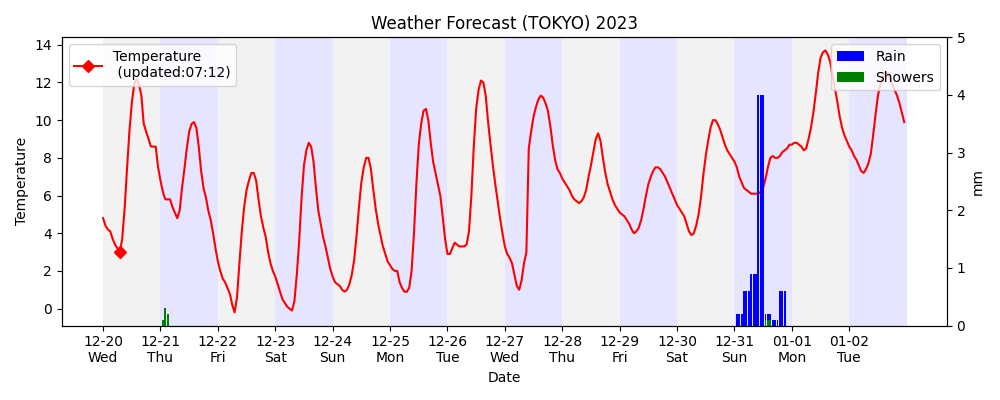 Weather Forecast (TOKYO) 2023
Temperature
(updated:07:12)
Rain
Showers
Temperature
14
12
10
8
6
4
2
0
5
4
3
2
1
0
mm
12-20 12-21 12-22 12-23 12-24 12-25 12-26 12-27 12-28 12-29 12-30 12-31 01-01 01-02
Wed Thu Fri Sat Sun Mon Tue Wed Thu Fri Sat Sun Mon Tue
Date